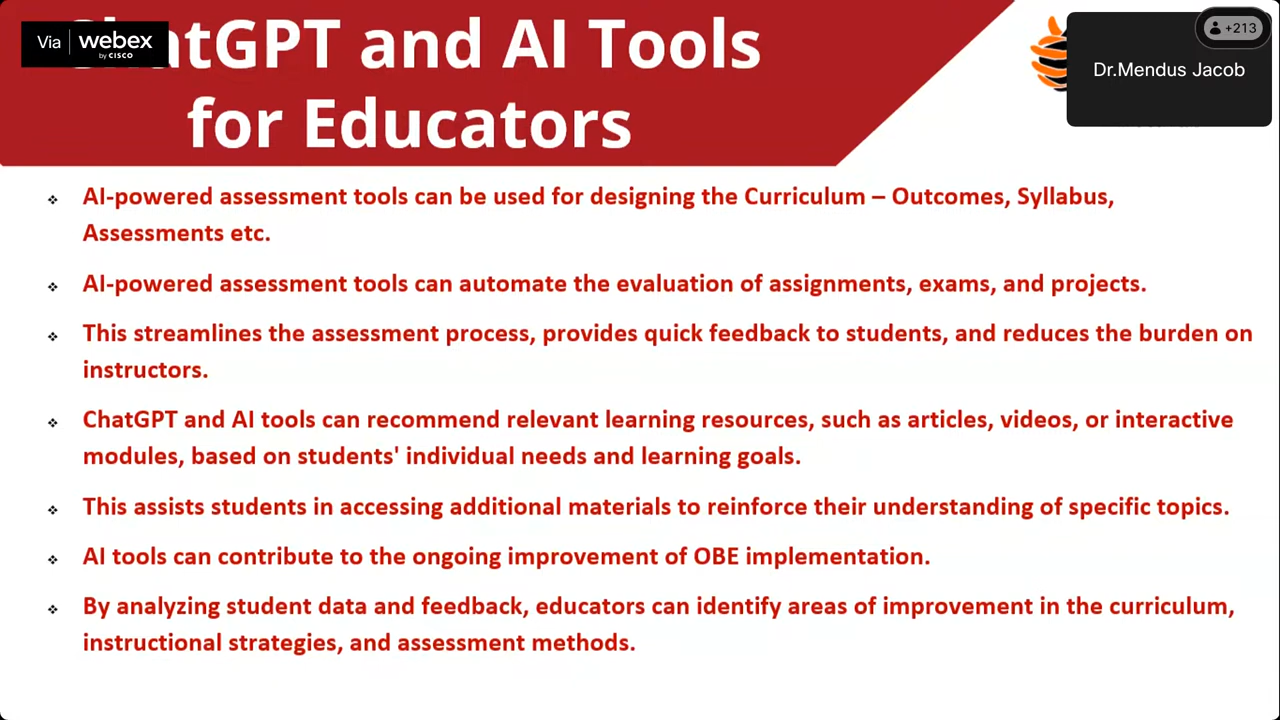 Via webex
by CISCO
atGPT and AI Tools
for Educators
+213
Dr.Mendus Jacob
❖ AI-powered assessment tools can be used for designing the Curriculum – Outcomes, Syllabus,
Assessments etc.
❖ AI-powered assessment tools can automate the evaluation of assignments, exams, and projects.
❖ This streamlines the assessment process, provides quick feedback to students, and reduces the burden on
instructors.
❖ ChatGPT and AI tools can recommend relevant learning resources, such as articles, videos, or interactive
modules, based on students' individual needs and learning goals.
❖ This assists students in accessing additional materials to reinforce their understanding of specific topics.
❖ AI tools can contribute to the ongoing improvement of OBE implementation.
❖ By analyzing student data and feedback, educators can identify areas of improvement in the curriculum,
instructional strategies, and assessment methods.